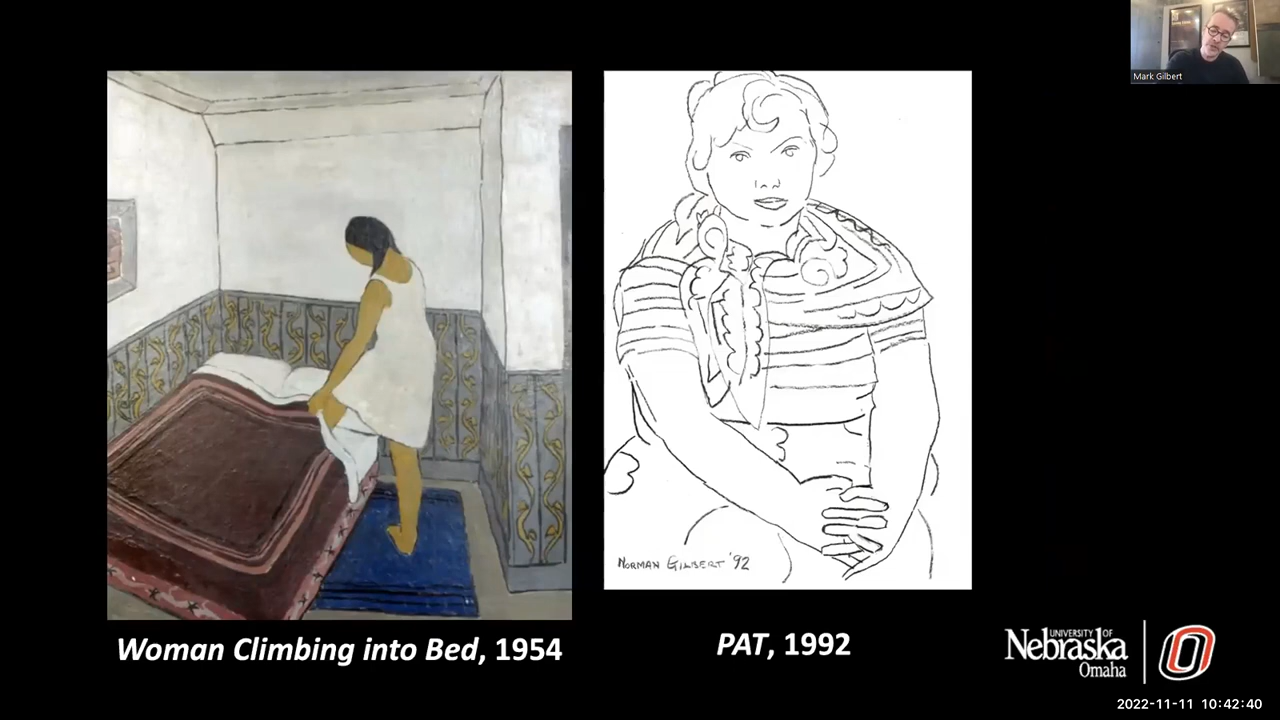 Mark Gilbert
NORMAN GILBERT '92
Woman Climbing into Bed, 1954
PAT, 1992
UNIVERSITY OF
Nebraska
Omaha
2022-11-11 10:42:40